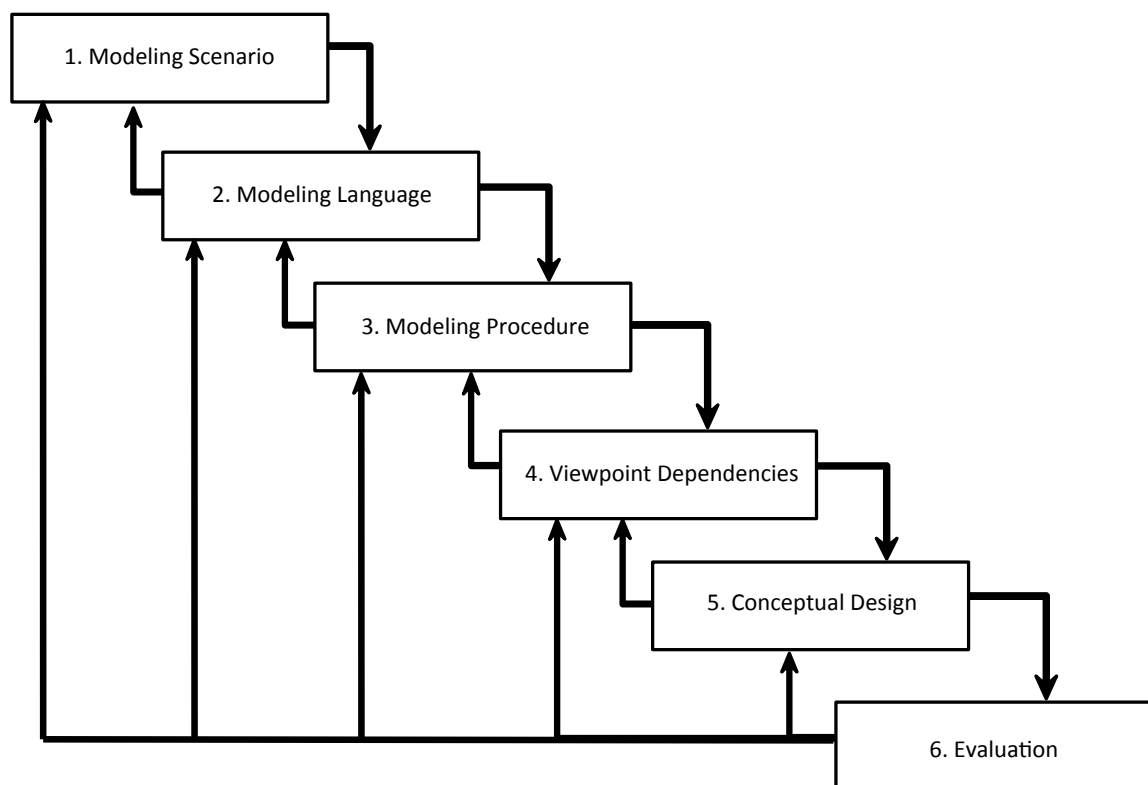 1. Modeling Scenario
2. Modeling Language
3. Modeling Procedure
4. Viewpoint Dependencies
5. Conceptual Design
6. Evaluation